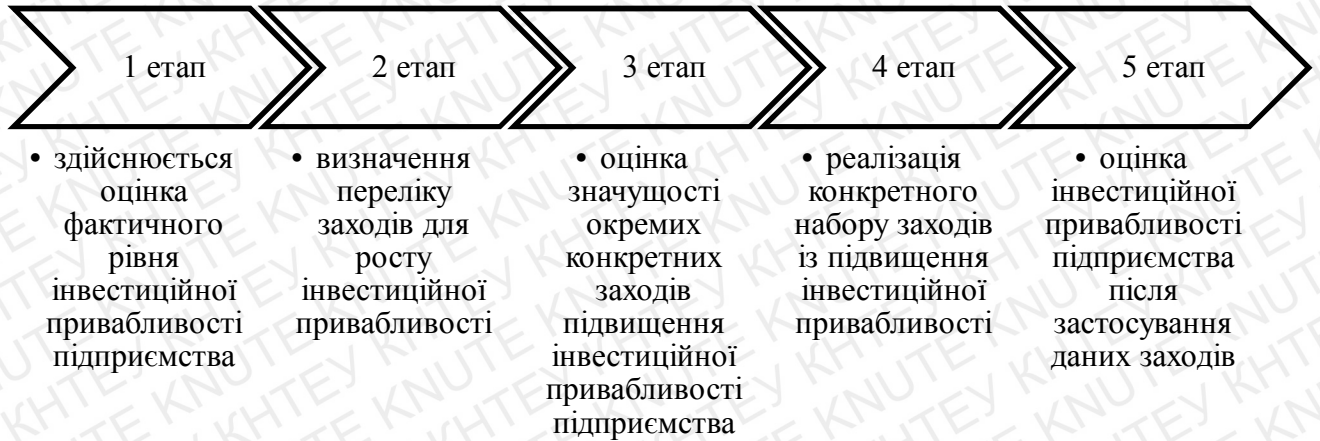 1 етап
• здійснюється
оцінка
фактичного
рівня
інвестиційної
привабливості
підприємства
2 етап
• визначення
переліку
заходів для
росту
інвестиційної
привабливості
3 етап
• оцінка
значущості
окремих
конкретних
заходів
підвищення
інвестиційної
привабливості
підприємства
4 етап
• реалізація
конкретного
набору заходів
із підвищення
інвестиційної
привабливості
5 етап
• оцінка
інвестиційної
привабливості
підприємства
після
застосування
даних заходів